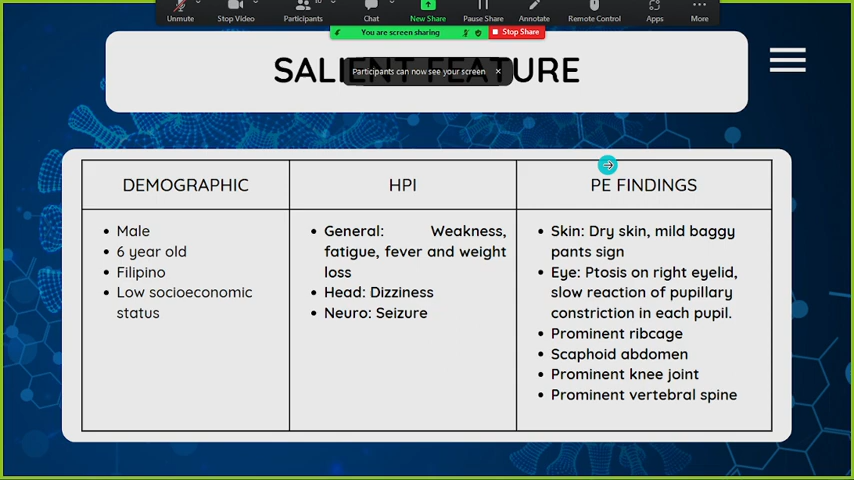 Unmute
Stop Video
Participants
Chat
New Share
Pause Share
Annotate
Remote Control
Apps
More
You are screen sharing
Stop Share
SALIENT FEATURE
Participants can now see your screen
DEMOGRAPHIC
• Male
• 6 year old
• Filipino
• Low socioeconomic
status
HPI
• General: Weakness,
fatigue, fever and weight
loss
• Head: Dizziness
• Neuro: Seizure
PE FINDINGS
• Skin: Dry skin, mild baggy
pants sign
• Eye: Ptosis on right eyelid,
slow reaction of pupillary
constriction in each pupil.
• Prominent ribcage
• Scaphoid abdomen
• Prominent knee joint
• Prominent vertebral spine